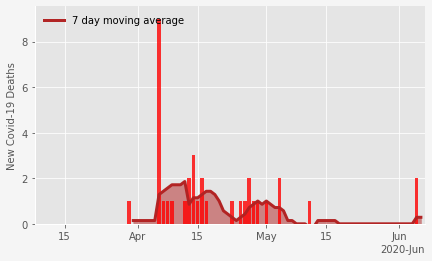 7 day moving average
New Covid-19 Deaths
8
6
4
2
0
15
Apr
15
May
15
Jun
2020-Jun